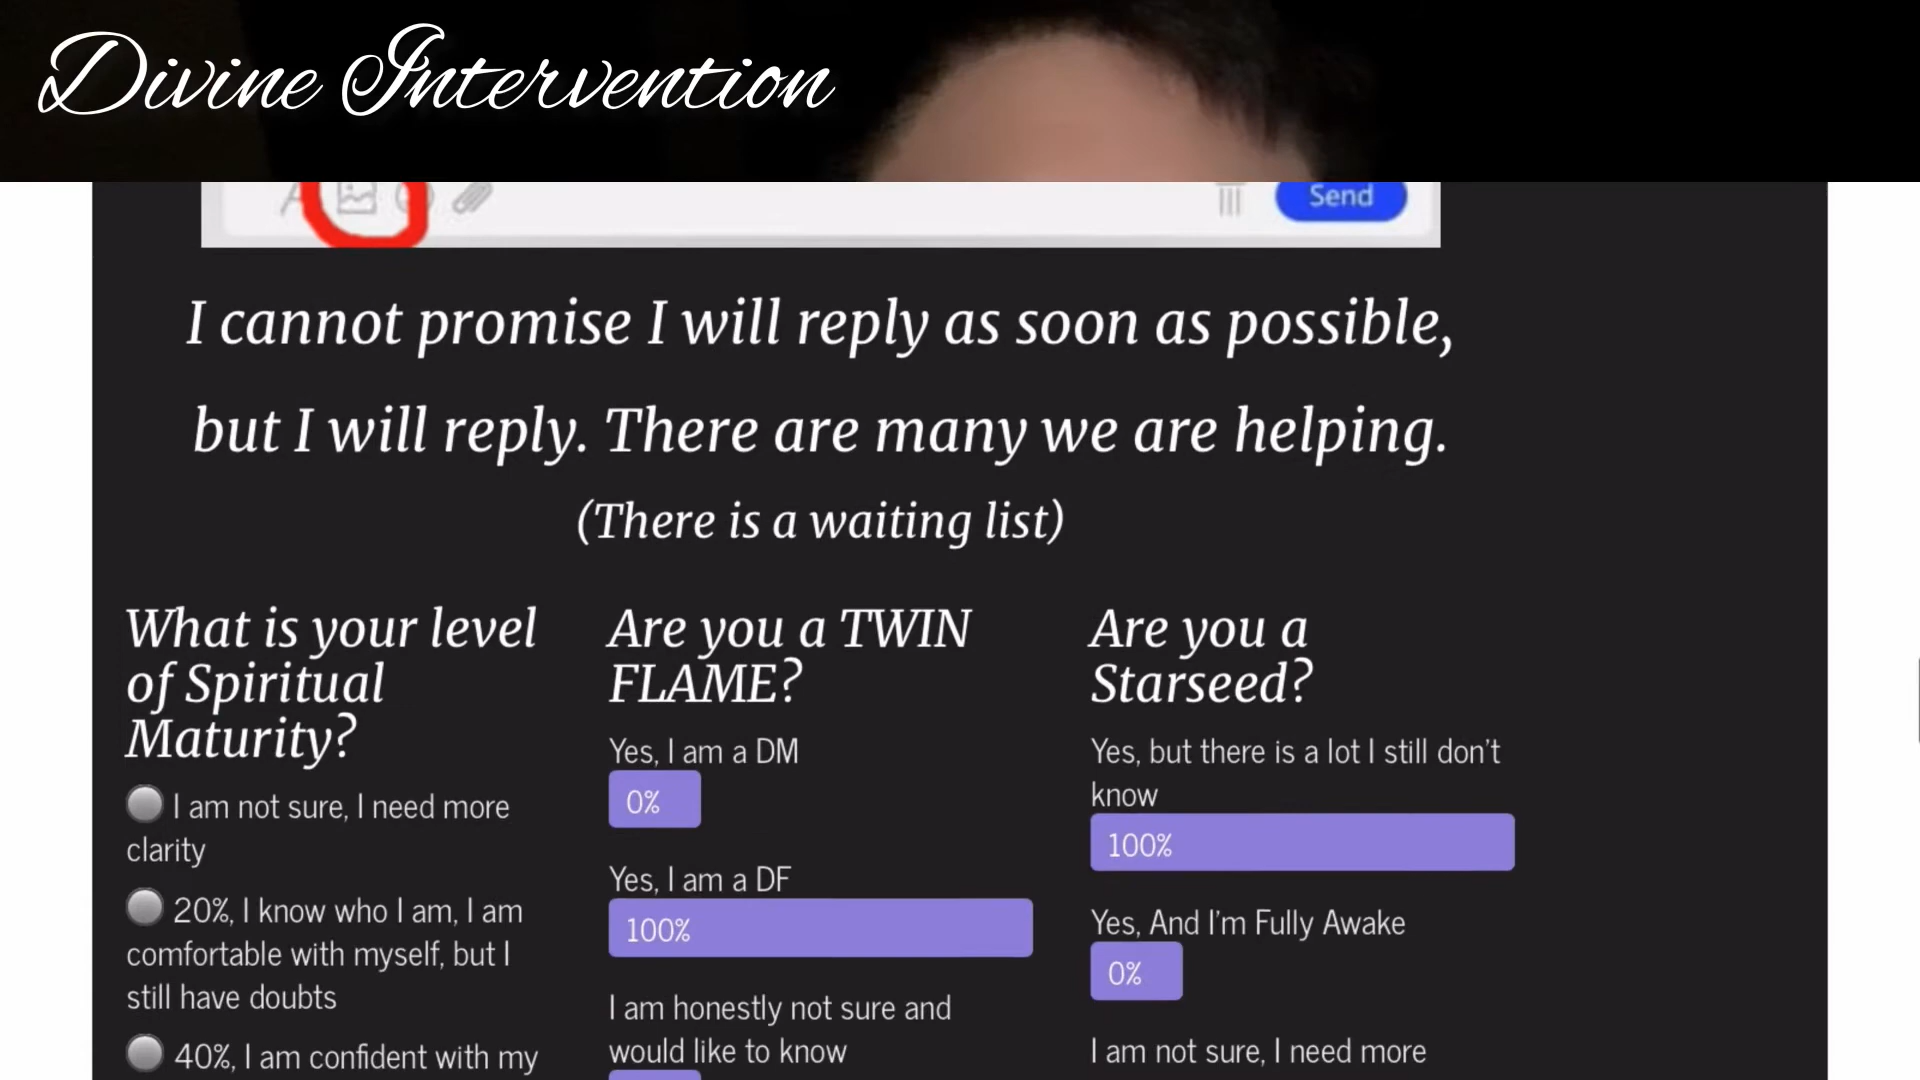 Divine Intervention
Send
I cannot promise I will reply as soon as possible,
but I will reply. There are many we are helping.
(There is a waiting list)
What is your level
of Spiritual
Maturity?
I am not sure, I need more
clarity
20%, I know who I am, I am
comfortable with myself, but I
still have doubts
40%, I am confident with my
Are you a TWIN
FLAME?
Yes, I am a DM
0%
Yes, I am a DF
100%
I am honestly not sure and
would like to know
Are you a
Starseed?
Yes, but there is a lot I still don't
know
100%
Yes, And I'm Fully Awake
0%
I am not sure, I need more